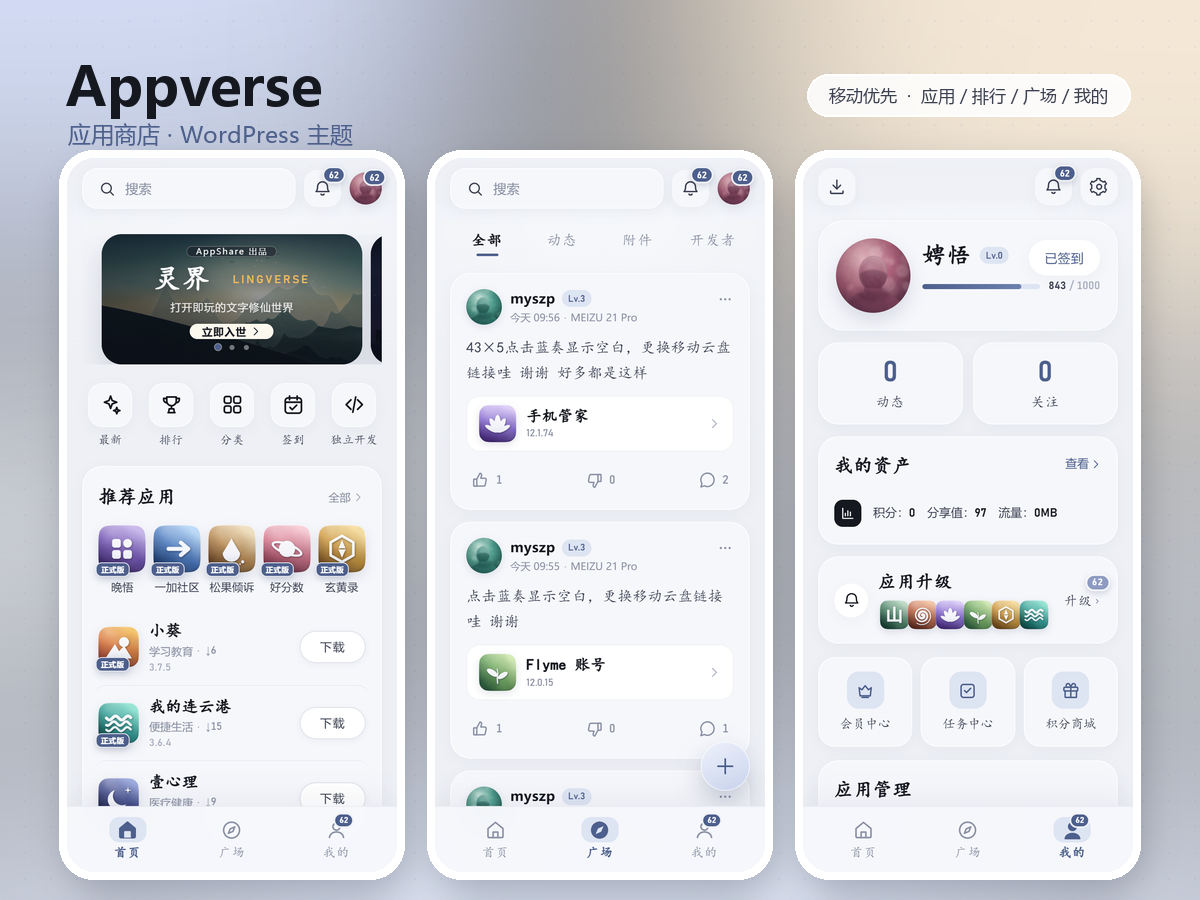 Appverse
应用商店 · WordPress 主题
移动优先 · 应用 / 排行 / 广场 / 我的
搜索
62
62
AppShare 出品
灵界 LINGVERSE
打开即玩的文字修仙世界
立即入世
最新 排行 分类 签到 独立开发
推荐应用 全部
正式版 正式版 正式版 正式版 正式版
晚悟 一加社区 松果倾诉 好分数 玄黄录
小葵
学习教育 · ↓6
3.7.5
正式版
下载
我的连云港
便捷生活 · ↓15
3.6.4
正式版
下载
壹心理
医疗健康 · ↓9
下载
62
首页 广场 我的
搜索
62
62
全部 动态 附件 开发者
myszp Lv.3
今天 09:56 · MEIZU 21 Pro
43×5点击蓝奏显示空白，更换移动云盘
链接哇 谢谢 好多都是这样
手机管家
12.1.74
1 0 2
myszp Lv.3
今天 09:55 · MEIZU 21 Pro
点击蓝奏显示空白，更换移动云盘链接
哇 谢谢
Flyme 账号
12.0.15
1 0 1
myszp Lv.3
62
首页 广场 我的
62
娉悟 Lv.0
已签到
843 / 1000
0 0
动态 关注
我的资产 查看
积分: 0 分享值: 97 流量: 0MB
应用升级
62
升级
山
会员中心 任务中心 积分商城
应用管理
62
首页 广场 我的